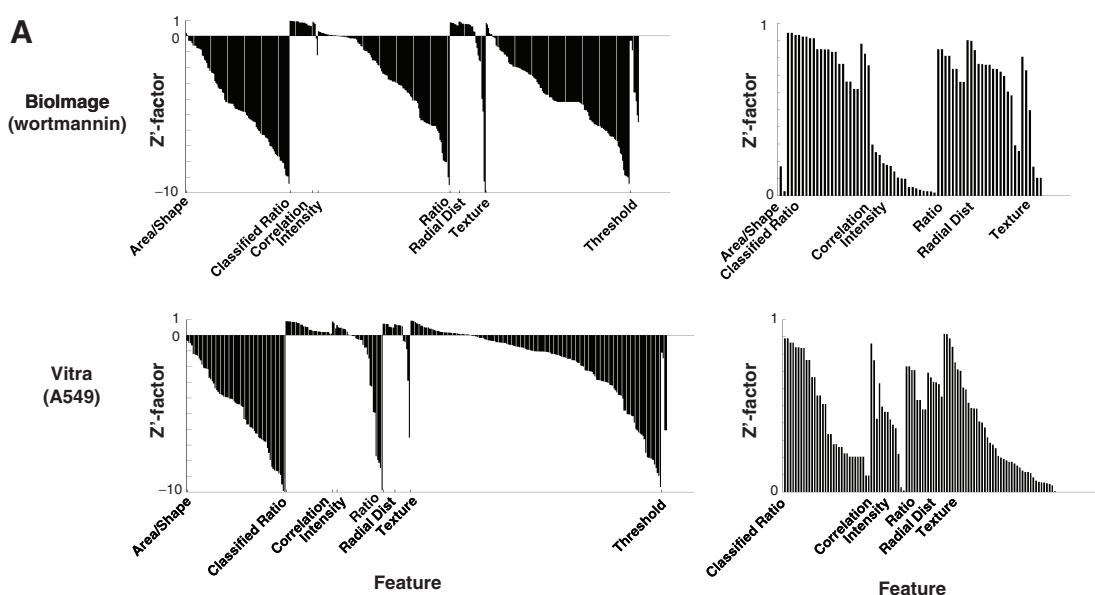 A
BioImage
(wortmannin)
Z'-factor
1
0
−10
Area/Shape
Classified Ratio
Correlation
Intensity
Ratio
Radial Dist
Texture
Threshold
Z'-factor
1
0
Area/Shape
Classified Ratio
Correlation
Intensity
Ratio
Radial Dist
Texture
Vitra
(A549)
Z'-factor
1
0
−10
Area/Shape
Classified Ratio
Correlation
Intensity
Ratio
Radial Dist
Texture
Threshold
Feature
Z'-factor
1
0
Classified Ratio
Correlation
Intensity
Ratio
Radial Dist
Texture
Feature